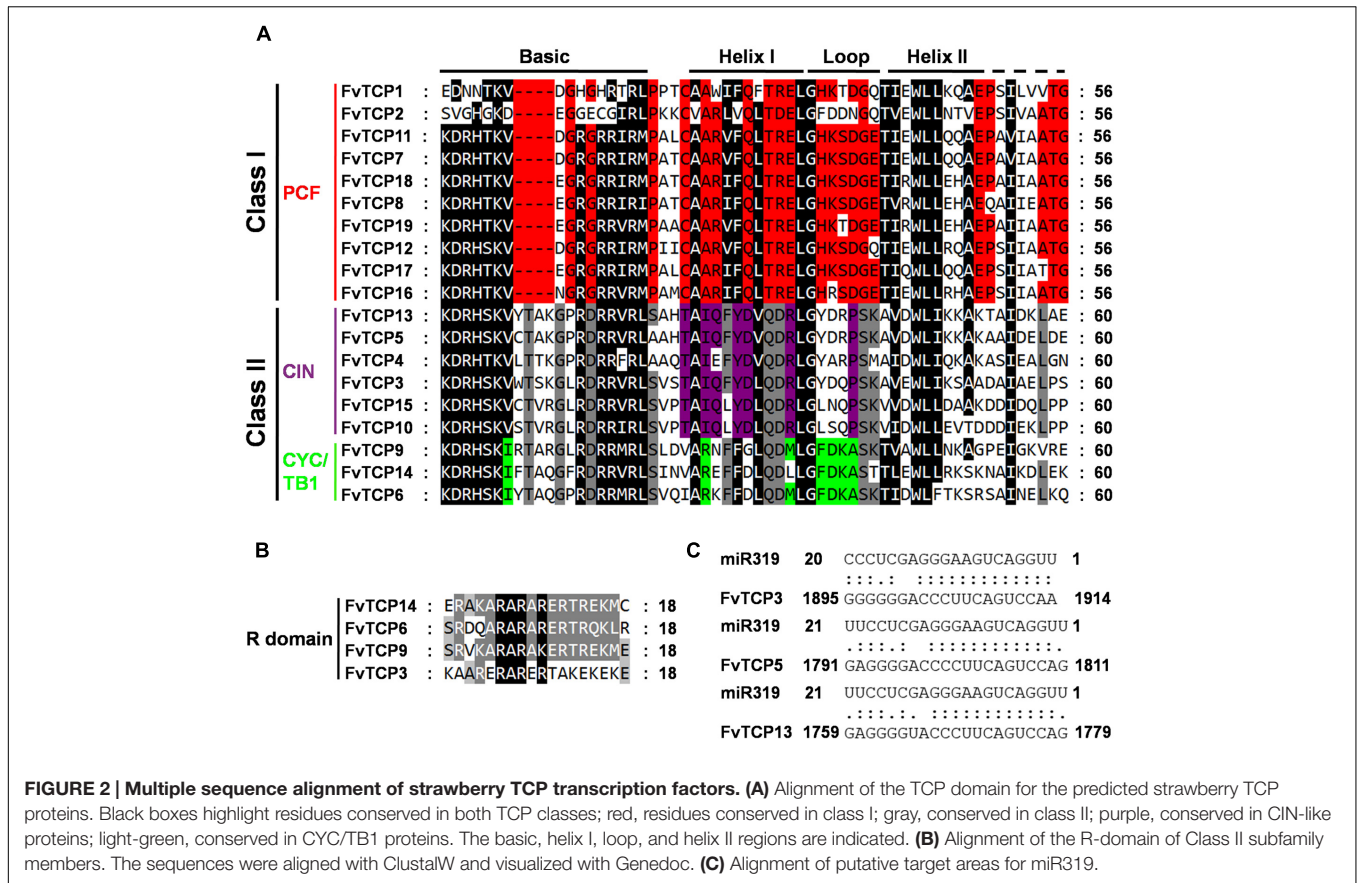 A
Basic Helix I Loop Helix II
Class I
PCF
FvTCP1 : EDNNTKV----DGHGHRTRLPPTCAAWIFQFTRELGHKTDGQTIEWLLKQAEPSILVVTG : 56
FvTCP2 : SVGHGKD----EGGECGIRLPKKCVARLVQLTDELGFDDNGQTVEWLLNTVEPSIVAATG : 56
FvTCP11 : KDRHTKV----DGRGRRIRMPALCAARVFQLTRELGHKSDGETIEWLLQQAEPAVIAATG : 56
FvTCP7 : KDRHTKV----DGRGRRIRMPATCAARVFQLTRELGHKSDGETIEWLLQQAEPAVIAATG : 56
FvTCP18 : KDRHTKV----EGRGRRIRMPATCAARIFQLTRELGHKSDGETIRWLLEHAEPAIIAATG : 56
FvTCP8 : KDRHTKV----EGRGRRIRIPATCAARIFQLTRELGHKSDGETVRWLLEHAEQAIIEATG : 56
FvTCP19 : KDRHSKV----DGRGRRVRMPAACAARVFQLTRELGHKTDGETIRWLLEHAEPAIIAATG : 56
FvTCP12 : KDRHSKV----DGRGRRIRMPIICAARVFQLTRELGHKSDGQTIEWLLRQAEPSIIAATG : 56
FvTCP17 : KDRHTKV----EGRGRRIRMPALCAARIFQLTRELGHKSDGETIQWLLQQAEPSIIATTG : 56
FvTCP16 : KDRHTKV----NGRGRRVRMPAMCAARIFQLTRELGHRSDGETIEWLLRHAEPSIIAATG : 56
Class II
CIN
FvTCP13 : KDRHSKVYTAKGPRDRRVRLSAHTAIQFYDVQDRLGYDRPSKAVDWLIKKAKTAIDKLAE : 60
FvTCP5 : KDRHSKVCTAKGPRDRRVRLAAHTAIQFYDVQDRLGYDRPSKAVDWLIKKAKAAIDELDE : 60
FvTCP4 : KDRHSKVLTTKGPRDRRFRLAAQTAIEFYDVQDRLGYARPSMAIDWLIQKAKASIEALGN : 60
FvTCP3 : KDRHSKVWTSKGLRDRRVRLSVSTAIQFYDLQDRLGYDQPSKAVEWLIKSAADAIAELPS : 60
FvTCP15 : KDRHSKVCTVRGLRDRRVRLSVPTAIQLYDLQDRLGLNQPSKVVDWLLDAAKDDIDQLPP : 60
FvTCP10 : KDRHSKVSTVRGLRDRRIRLSVPTAIQLYDLQDRLGLSQPSKVIDWLLEVTDDDIEKLPP : 60
CYC/
TB1
FvTCP9 : KDRHSKIRTARGLRDRRMRLSLDVARNFFGLQDMLGFDKASKTVAWLLNKAGPEIGKVRE : 60
FvTCP14 : KDRHSKIFTAQGFRDRRVRLSINVAREFFDLQDLLGFDKASTTLEWLLRKSKNAIKDLEK : 60
FvTCP6 : KDRHSKIYTAQGPRDRRMRLSVQIARKFFDLQDMLGFDKASKTIDWLFTKSRSAINELKQ : 60
B
R domain
FvTCP14 : ERAKARARARERTREKMC : 18
FvTCP6 : SRDQARARARERTRQKLR : 18
FvTCP9 : SRVKARARAKERTREKME : 18
FvTCP3 : KAARERARERTAKEKEKE : 18
C
miR319 20 CCCUCGAGGGAAGUCAGGUU 1
:::.: :::::::::::::
FvTCP3 1895 GGGGGGACCCUUCAGUCCAA 1914
miR319 21 UUCCUCGAGGGAAGUCAGGUU 1
.:::.: ::::::::::::.
FvTCP5 1791 GAGGGGACCCCUUCAGUCCAG 1811
miR319 21 UUCCUCGAGGGAAGUCAGGUU 1
.:::.:. ::::::::::::.
FvTCP13 1759 GAGGGGUACCCUUCAGUCCAG 1779
FIGURE 2 | Multiple sequence alignment of strawberry TCP transcription factors. (A) Alignment of the TCP domain for the predicted strawberry TCP
proteins. Black boxes highlight residues conserved in both TCP classes; red, residues conserved in class I; gray, conserved in class II; purple, conserved in CIN-like
proteins; light-green, conserved in CYC/TB1 proteins. The basic, helix I, loop, and helix II regions are indicated. (B) Alignment of the R-domain of Class II subfamily
members. The sequences were aligned with ClustalW and visualized with Genedoc. (C) Alignment of putative target areas for miR319.